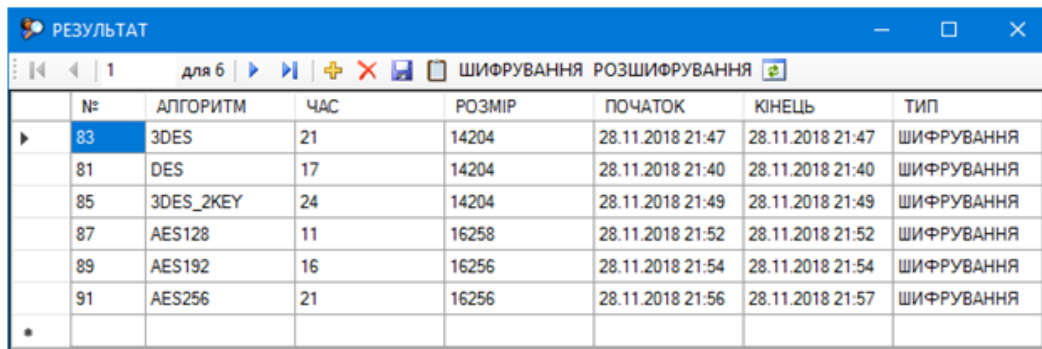 РЕЗУЛЬТАТ
1 для 6 ШИФРУВАННЯ РОЗШИФРУВАННЯ
№ АЛГОРИТМ ЧАС РОЗМІР ПОЧАТОК КІНЕЦЬ ТИП
83 3DES 21 14204 28.11.2018 21:47 28.11.2018 21:47 ШИФРУВАННЯ
81 DES 17 14204 28.11.2018 21:40 28.11.2018 21:40 ШИФРУВАННЯ
85 3DES_2KEY 24 14204 28.11.2018 21:49 28.11.2018 21:49 ШИФРУВАННЯ
87 AES128 11 16258 28.11.2018 21:52 28.11.2018 21:52 ШИФРУВАННЯ
89 AES192 16 16256 28.11.2018 21:54 28.11.2018 21:54 ШИФРУВАННЯ
91 AES256 21 16256 28.11.2018 21:56 28.11.2018 21:57 ШИФРУВАННЯ